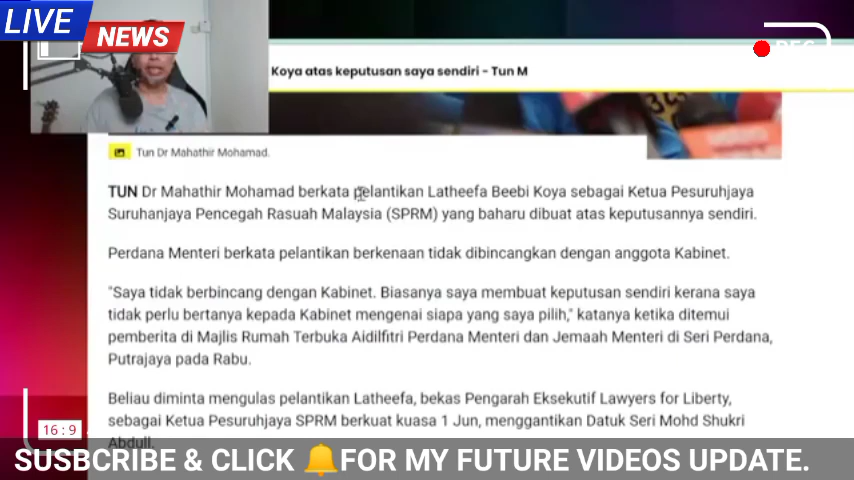 LIVE
NEWS
REC
Koya atas keputusan saya sendiri - Tun M
Tun Dr Mahathir Mohamad.
TUN Dr Mahathir Mohamad berkata pelantikan Latheefa Beebi Koya sebagai Ketua Pesuruhjaya
Suruhanjaya Pencegah Rasuah Malaysia (SPRM) yang baharu dibuat atas keputusannya sendiri.
Perdana Menteri berkata pelantikan berkenaan tidak dibincangkan dengan anggota Kabinet.
"Saya tidak berbincang dengan Kabinet. Biasanya saya membuat keputusan sendiri kerana saya
tidak perlu bertanya kepada Kabinet mengenai siapa yang saya pilih," katanya ketika ditemui
pemberita di Majlis Rumah Terbuka Aidilfitri Perdana Menteri dan Jemaah Menteri di Seri Perdana,
Putrajaya pada Rabu.
Beliau diminta mengulas pelantikan Latheefa, bekas Pengarah Eksekutif Lawyers for Liberty,
sebagai Ketua Pesuruhjaya SPRM berkuat kuasa 1 Jun, menggantikan Datuk Seri Mohd Shukri
Abdull.
16:9
SUSBCRIBE & CLICK 🔔FOR MY FUTURE VIDEOS UPDATE.